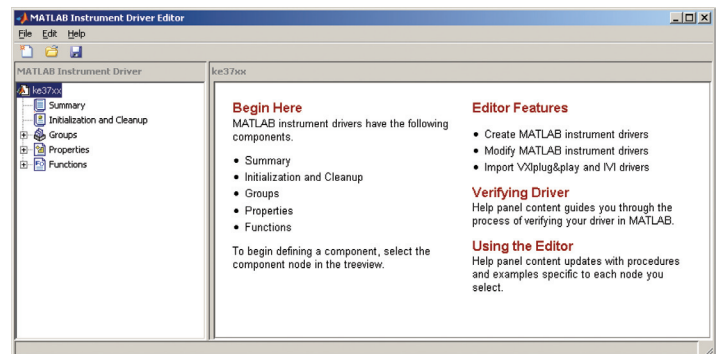 MATLAB Instrument Driver Editor
File Edit Help
MATLAB Instrument Driver
ke37xx
ke37xx
Summary
Initialization and Cleanup
Groups
Properties
Functions
Begin Here
MATLAB instrument drivers have the following
components.
• Summary
• Initialization and Cleanup
• Groups
• Properties
• Functions
To begin defining a component, select the
component node in the treeview.
Editor Features
• Create MATLAB instrument drivers
• Modify MATLAB instrument drivers
• Import VXIplug&play and IVI drivers
Verifying Driver
Help panel content guides you through the
process of verifying your driver in MATLAB.
Using the Editor
Help panel content updates with procedures
and examples specific to each node you
select.